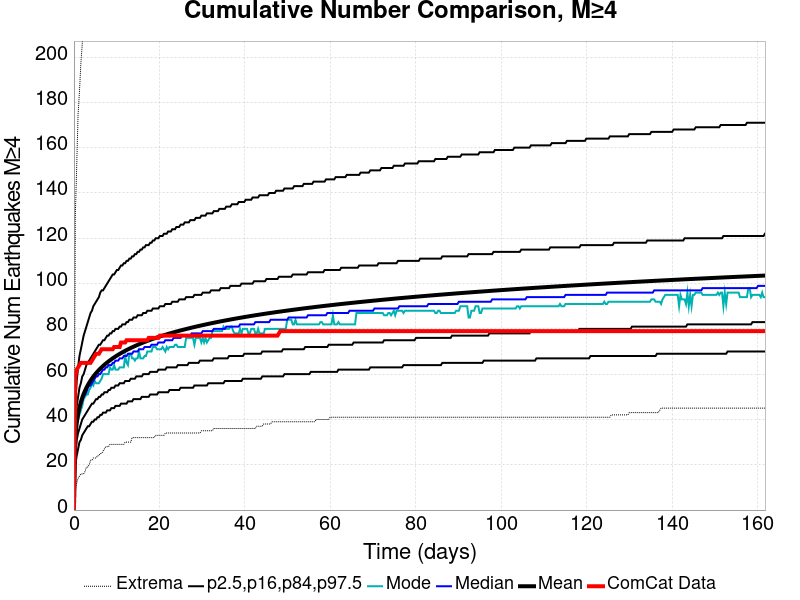 Cumulative Number Comparison, M≥4
Cumulative Num Earthquakes M≥4
200
180
160
140
120
100
80
60
40
20
0
0 20 40 60 80 100 120 140 160
Time (days)
Extrema p2.5,p16,p84,p97.5 Mode Median Mean ComCat Data